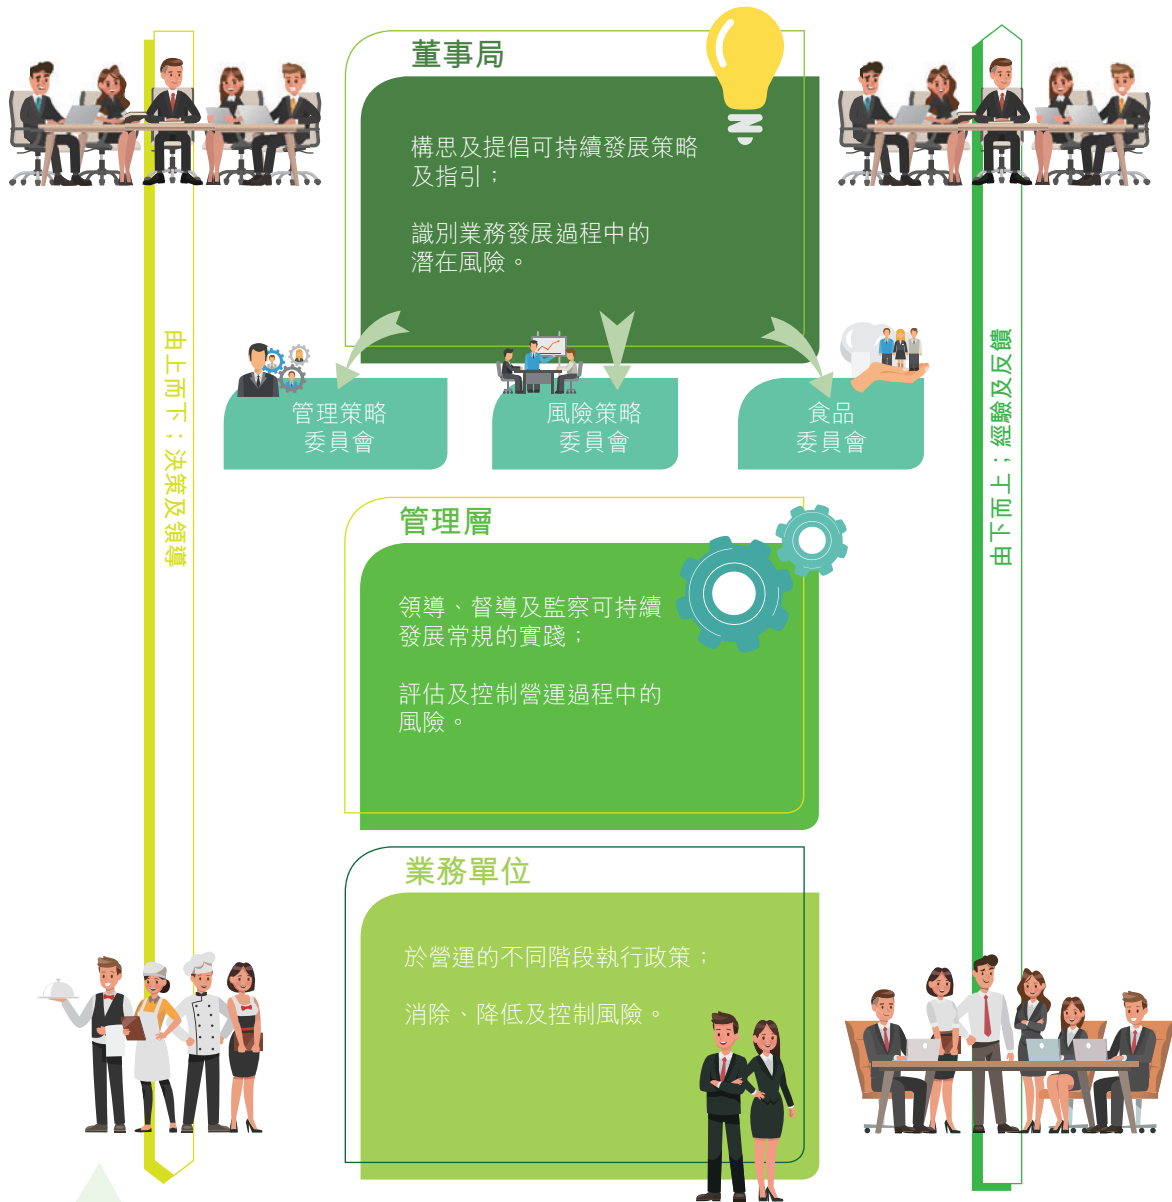 董事局
構思及提倡可持續發展策略
及指引；
識別業務發展過程中的
潛在風險。
管理策略
委員會
風險策略
委員會
食品
委員會
由上而下；決策及領導
由下而上；經驗及反饋
管理層
領導、督導及監察可持續
發展常規的實踐；
評估及控制營運過程中的
風險。
業務單位
於營運的不同階段執行政策；
消除、降低及控制風險。